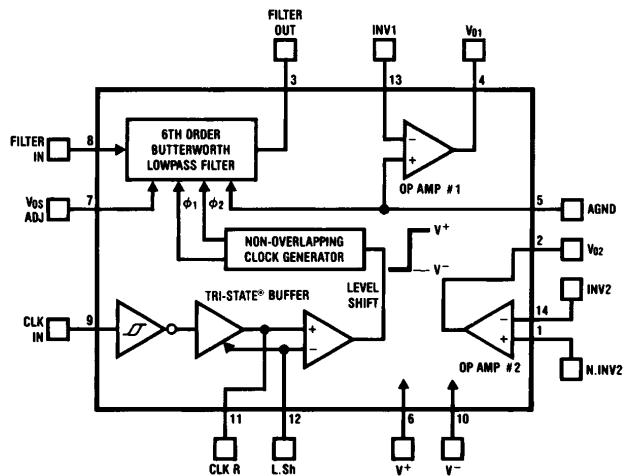 FILTER
OUT
INV1
VO1
3
13
4
FILTER
IN
8
6TH ORDER
BUTTERWORTH
LOWPASS FILTER
−
+
OP AMP #1
VOS
ADJ
7
ϕ1
ϕ2
5
AGND
NON-OVERLAPPING
CLOCK GENERATOR
V+
V−
2
VO2
LEVEL
SHIFT
TRI-STATE® BUFFER
INV2
CLK
IN
9
+
−
−
+
14
1
OP AMP #2
N.INV2
11
12
6
10
CLK R
L.Sh
V+
V−